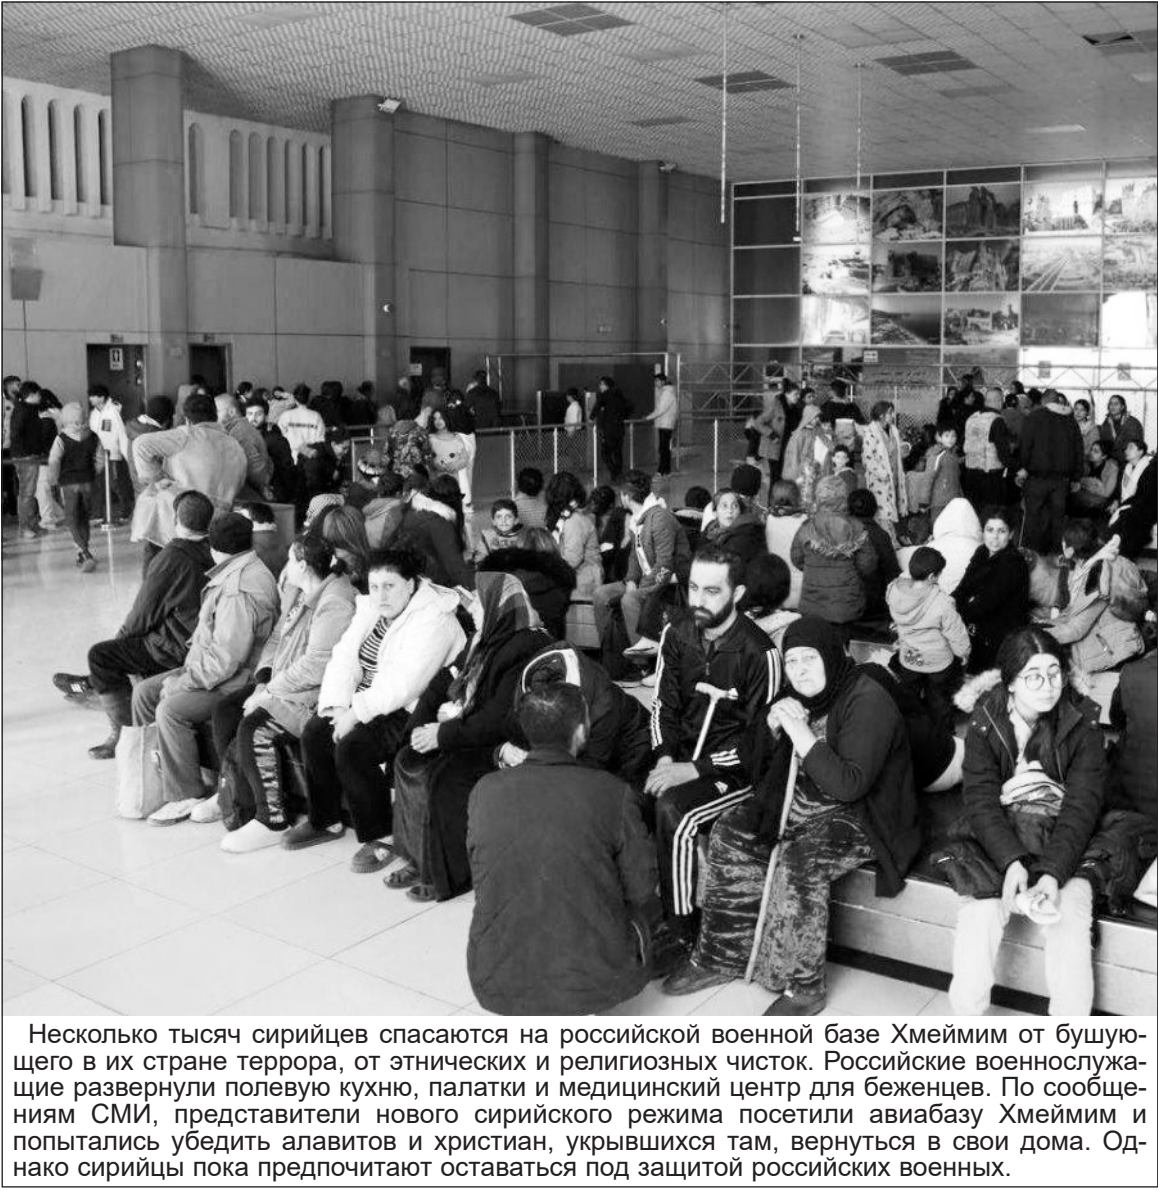 Несколько тысяч сирийцев спасаются на российской военной базе Хмеймим от бушую-
щего в их стране террора, от этнических и религиозных чисток. Российские военнослужа-
щие развернули полевую кухню, палатки и медицинский центр для беженцев. По сообще-
ниям СМИ, представители нового сирийского режима посетили авиабазу Хмеймим и
попытались убедить алавитов и христиан, укрывшихся там, вернуться в свои дома. Од-
нако сирийцы пока предпочитают оставаться под защитой российских военных.